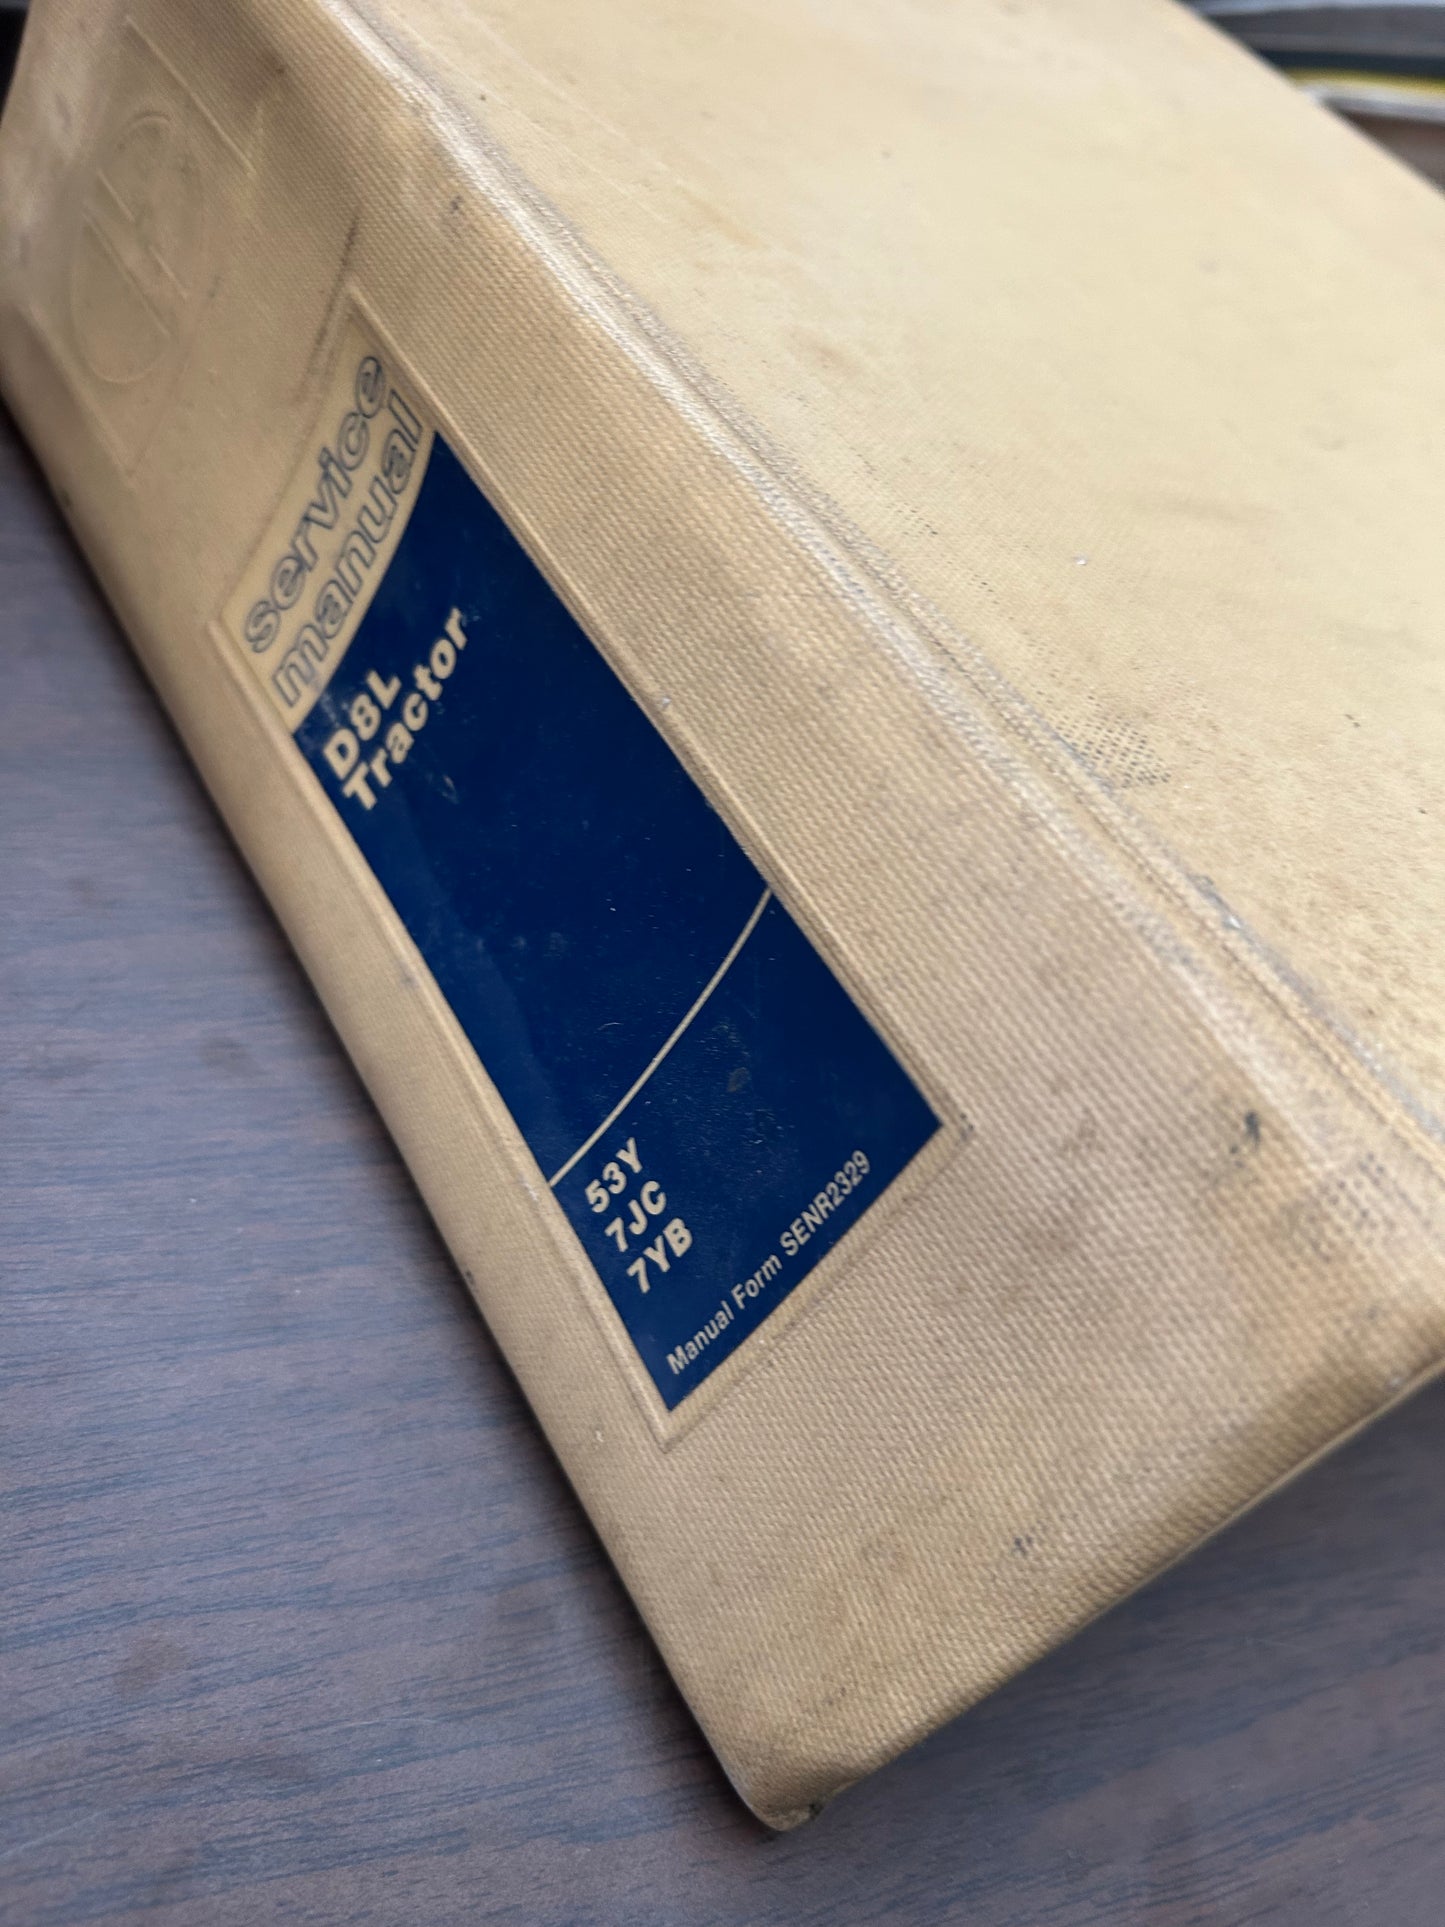 service
manual
D8L
Tractor
53Y
7JC
7YB
Manual Form SENR2329